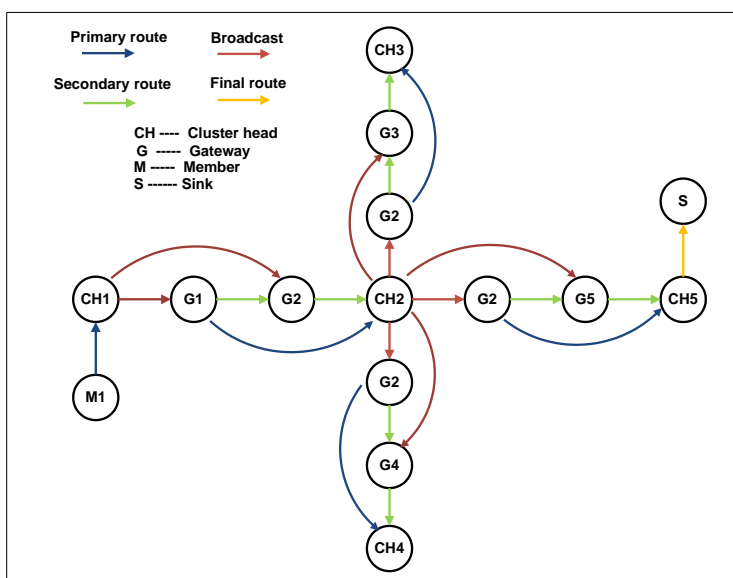 Primary route
Broadcast
Secondary route
Final route
CH ---- Cluster head
G ----- Gateway
M ----- Member
S ------ Sink
CH3
G3
G2
S
CH1
G1
G2
CH2
G2
G5
CH5
M1
G2
G4
CH4